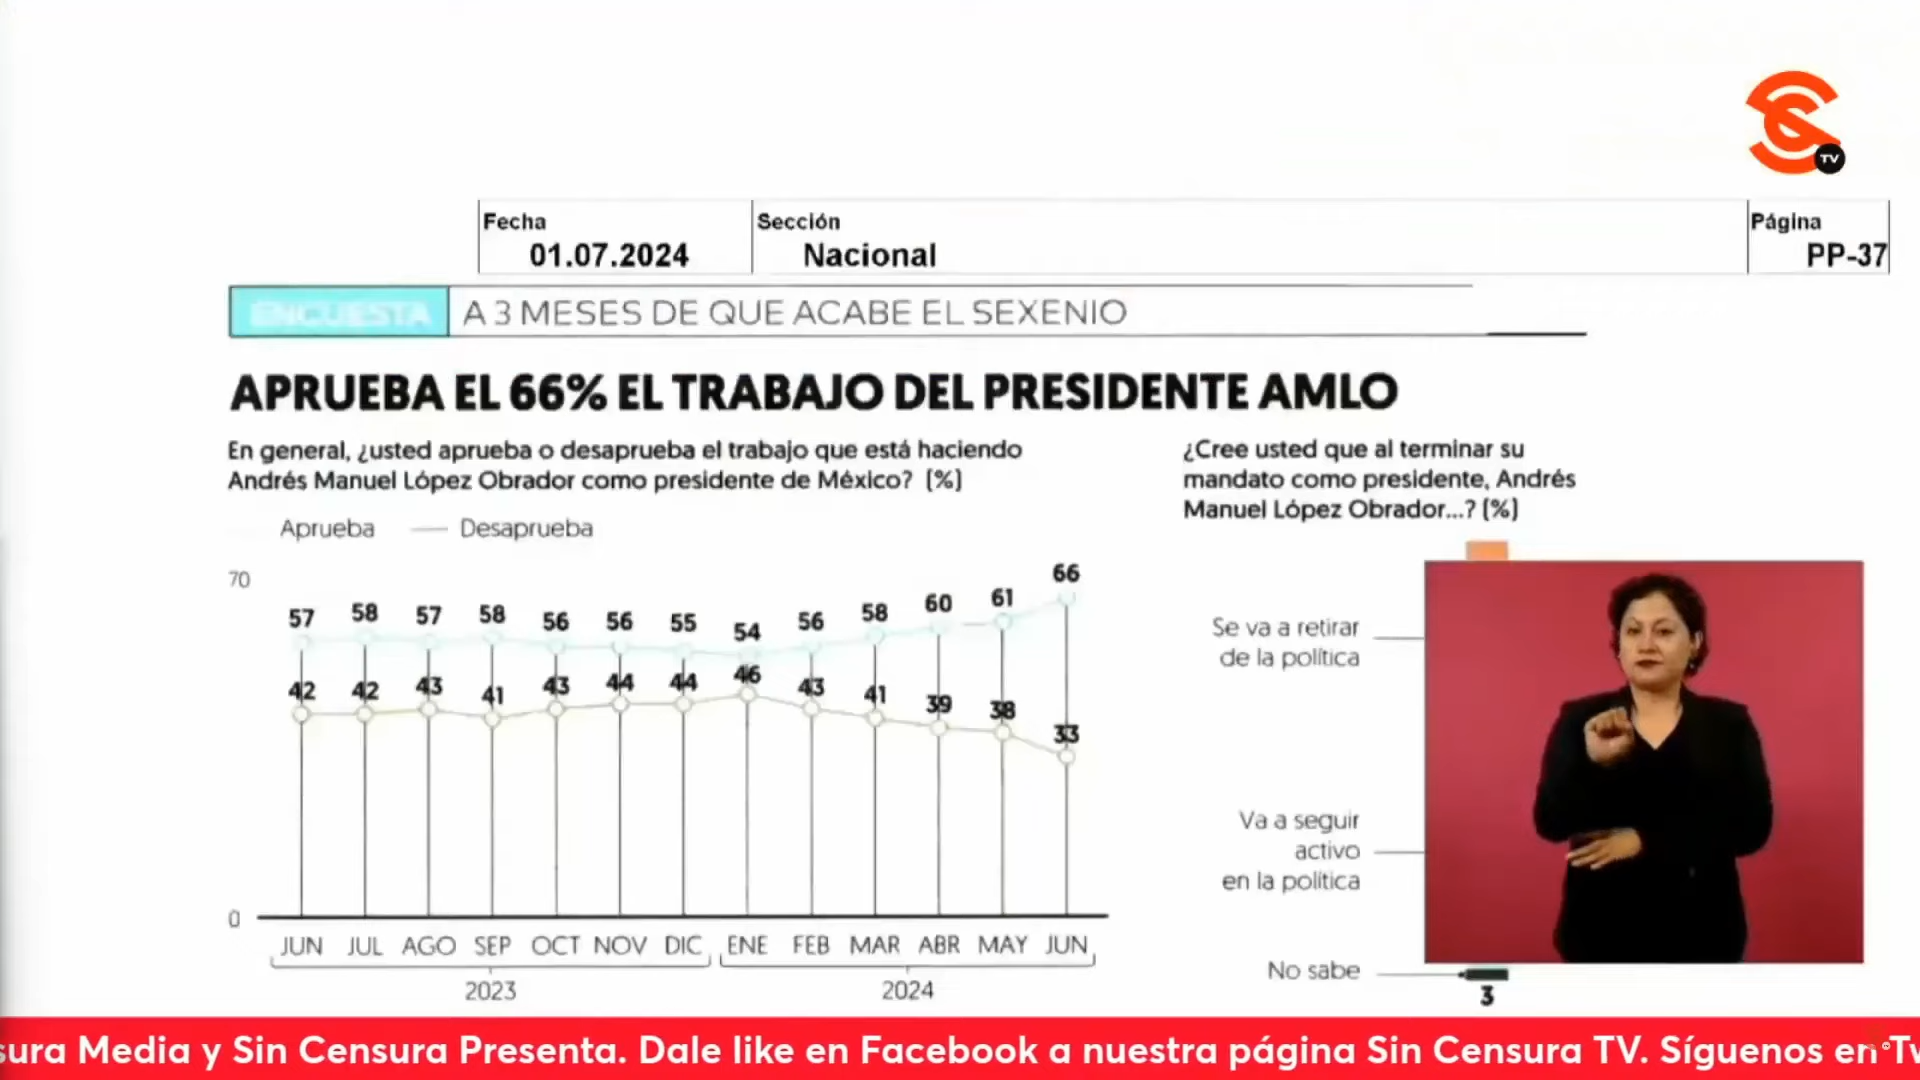 TV
Fecha
01.07.2024
Sección
Nacional
Página
PP-37
ENCUESTA
A 3 MESES DE QUE ACABE EL SEXENIO
APRUEBA EL 66% EL TRABAJO DEL PRESIDENTE AMLO
En general, ¿usted aprueba o desaprueba el trabajo que está haciendo
Andrés Manuel López Obrador como presidente de México? (%)
Aprueba
Desaprueba
70
57 58 57 58 56 56 55 54 56 58 60 61 66
42 42 43 41 43 44 44 46 43 41 39 38 33
0
JUN JUL AGO SEP OCT NOV DIC ENE FEB MAR ABR MAY JUN
2023
2024
¿Cree usted que al terminar su
mandato como presidente, Andrés
Manuel López Obrador...? (%)
Se va a retirar
de la política
Va a seguir
activo
en la política
No sabe
3
sura Media y Sin Censura Presenta. Dale like en Facebook a nuestra página Sin Censura TV. Síguenos en Tw